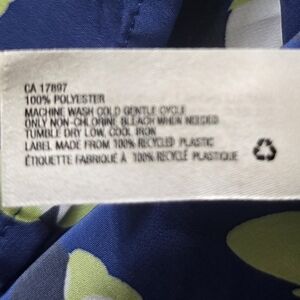 CA 17897
100% POLYESTER
MACHINE WASH COLD GENTLE CYCLE
ONLY NON-CHLORINE BLEACH WHEN NEEDED
TUMBLE DRY LOW, COOL IRON
LABEL MADE FROM 100% RECYCLED PLASTIC
ÉTIQUETTE FABRIQUÉ À 100% RECYCLÉ PLASTIQUE